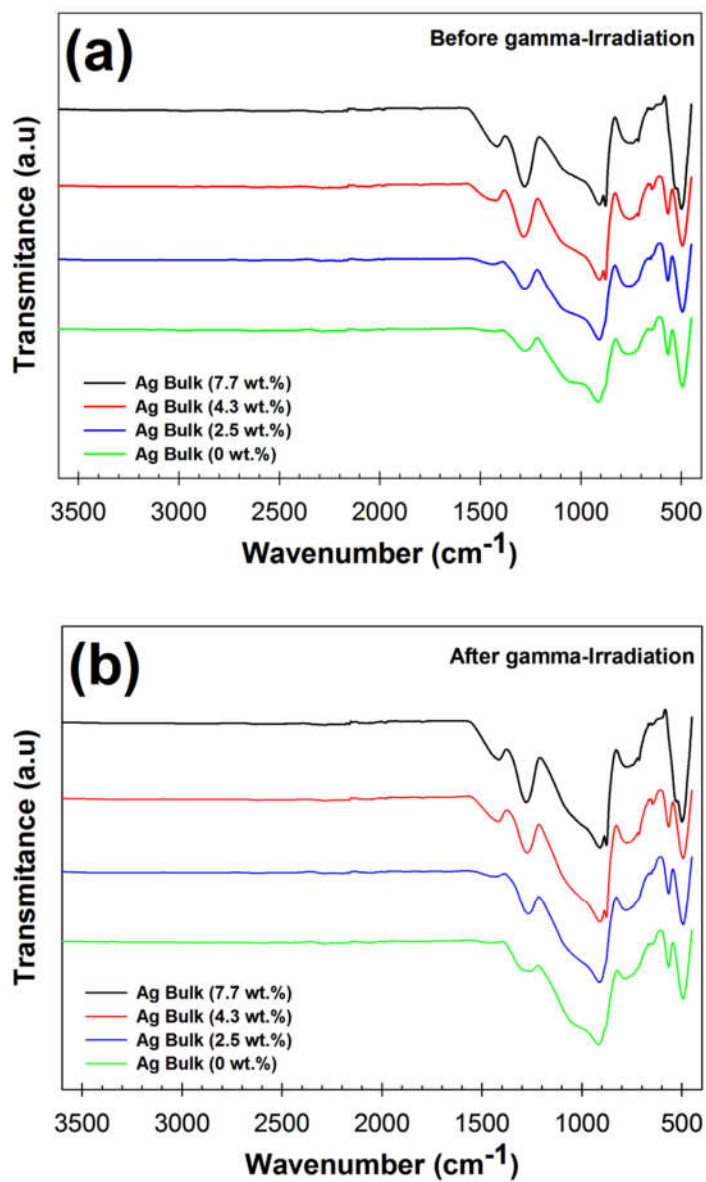 (a)
Before gamma-Irradiation
Transmitance (a.u)
Ag Bulk (7.7 wt.%)
Ag Bulk (4.3 wt.%)
Ag Bulk (2.5 wt.%)
Ag Bulk (0 wt.%)
3500 3000 2500 2000 1500 1000 500
Wavenumber (cm⁻¹)
(b)
After gamma-Irradiation
Transmitance (a.u)
Ag Bulk (7.7 wt.%)
Ag Bulk (4.3 wt.%)
Ag Bulk (2.5 wt.%)
Ag Bulk (0 wt.%)
3500 3000 2500 2000 1500 1000 500
Wavenumber (cm⁻¹)